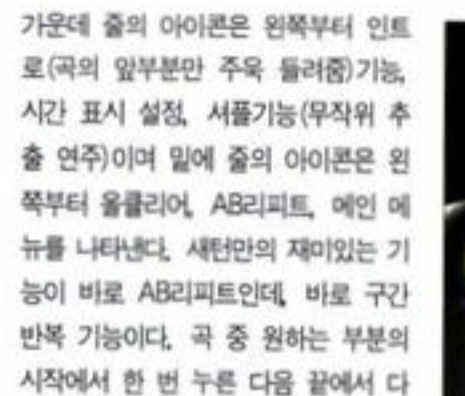 가운데 줄의 아이콘은 왼쪽부터 인트
로(곡의 앞부분만 주욱 들려줌)기능,
시간 표시 설정, 셔플기능(무작위 추
출 연주)이며 밑에 줄의 아이콘은 왼
쪽부터 올클리어, AB리피트, 메인 메
뉴를 나타낸다. 새턴만의 재미있는 기
능이 바로 AB리피트인데, 바로 구간
반복 기능이다. 곡 중 원하는 부분의
시작에서 한 번 누른 다음 끝에서 다